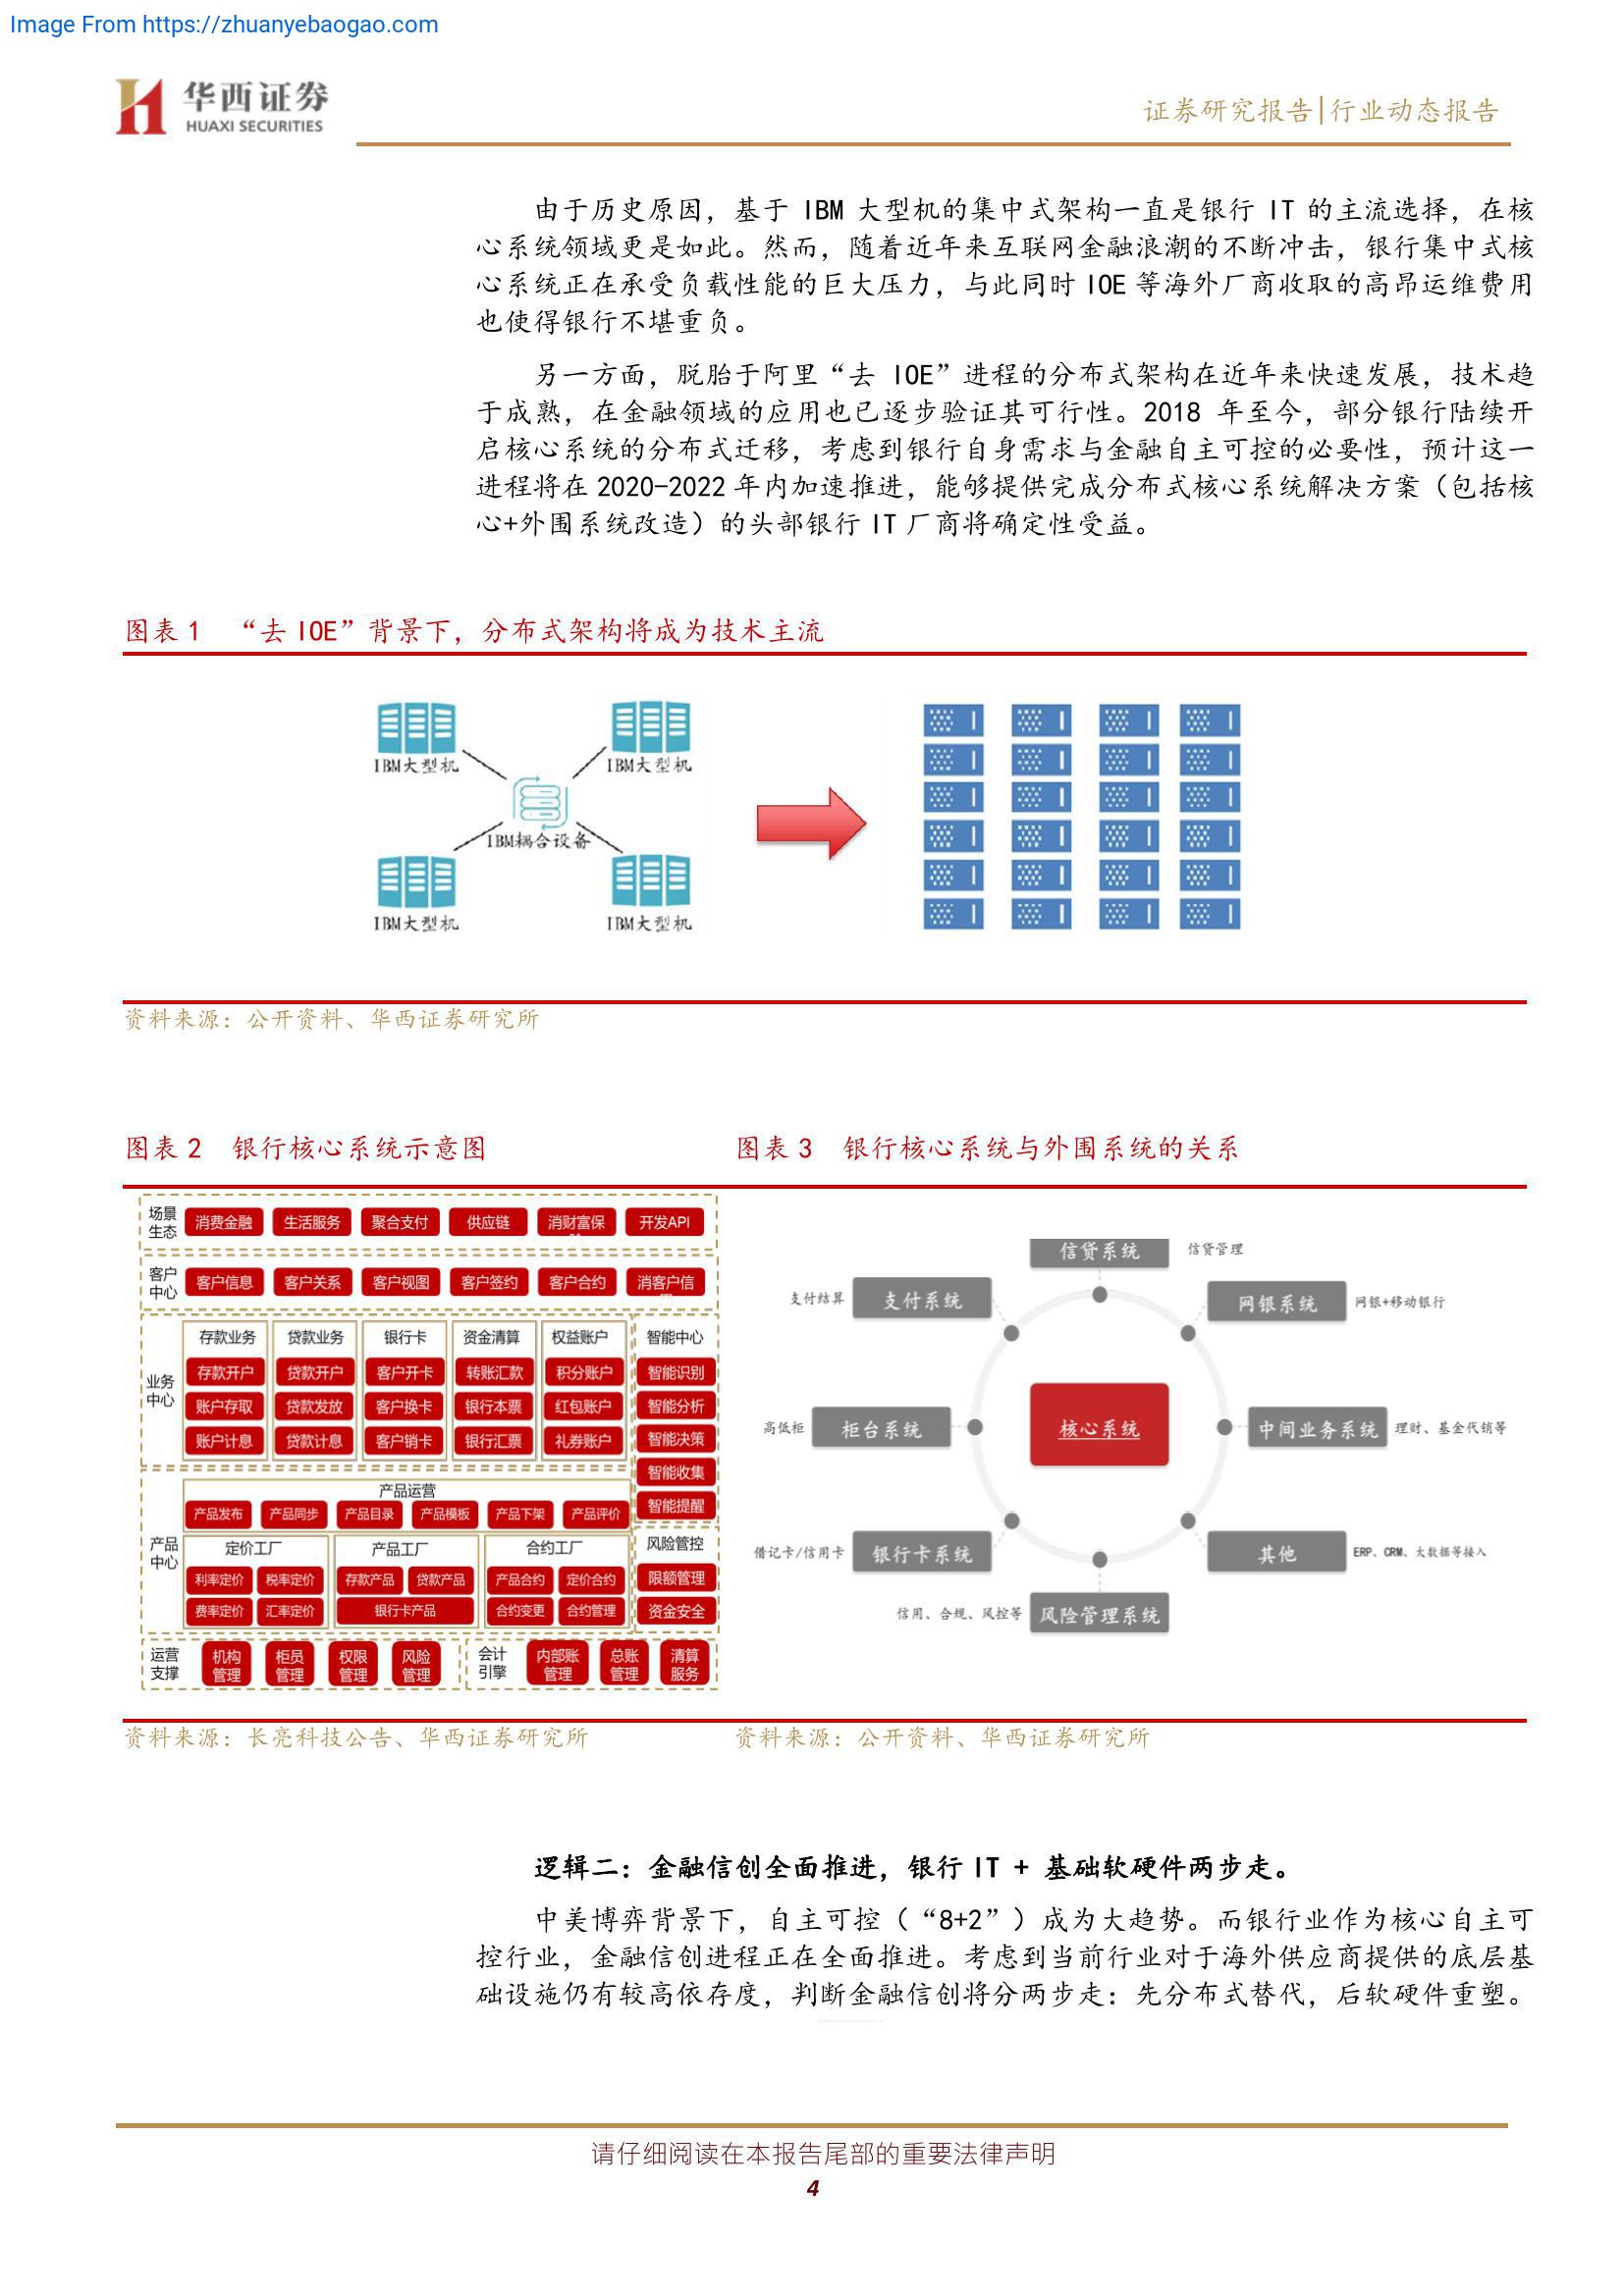 Image From https://zhuanyebaogao.com
华西证券
HUAXI SECURITIES
证券研究报告|行业动态报告
由于历史原因，基于 IBM 大型机的集中式架构一直是银行 IT 的主流选择，在核
心系统领域更是如此。然而，随着近年来互联网金融浪潮的不断冲击，银行集中式核
心系统正在承受负载性能的巨大压力，与此同时 IOE 等海外厂商收取的高昂运维费用
也使得银行不堪重负。
另一方面，脱胎于阿里“去 IOE”进程的分布式架构在近年来快速发展，技术趋
于成熟，在金融领域的应用也已逐步验证其可行性。2018 年至今，部分银行陆续开
启核心系统的分布式迁移，考虑到银行自身需求与金融自主可控的必要性，预计这一
进程将在 2020-2022 年内加速推进，能够提供完成分布式核心系统解决方案（包括核
心+外围系统改造）的头部银行 IT 厂商将确定性受益。
图表 1 “去 IOE”背景下，分布式架构将成为技术主流
IBM大型机 IBM大型机
IBM耦合设备
IBM大型机 IBM大型机
资料来源：公开资料、华西证券研究所
图表 2 银行核心系统示意图
场景
生态
消费金融 生活服务 聚合支付 供应链 消财富保 开发API
客户
中心
客户信息 客户关系 客户视图 客户签约 客户合约 消客户信
业务
中心
存款业务 贷款业务 银行卡 资金清算 权益账户
存款开户 贷款开户 客户开卡 转账汇款 积分账户
账户存取 贷款发放 客户换卡 银行本票 红包账户
账户计息 贷款计息 客户销卡 银行汇票 礼券账户
智能中心
智能识别
智能分析
智能决策
智能收集
智能提醒
产品
中心
产品运营
产品发布 产品同步 产品目录 产品模板 产品下架 产品评价
定价工厂 产品工厂 合约工厂
利率定价 税率定价 存款产品 贷款产品 产品合约 定价合约
费率定价 汇率定价 银行卡产品 合约变更 合约管理
风险管控
限额管理
资金安全
运营
支撑
机构
管理
柜员
管理
权限
管理
风险
管理
会计
引擎
内部账
管理
总账
管理
清算
服务
资料来源：长亮科技公告、华西证券研究所
图表 3 银行核心系统与外围系统的关系
信贷系统 信贷管理
支付结算 支付系统
网银系统 网银+移动银行
高低柜 柜台系统
核心系统
中间业务系统 理财、基金代销等
借记卡/信用卡 银行卡系统
其他 ERP、CRM、大数据等接入
信用、合规、风控等 风险管理系统
资料来源：公开资料、华西证券研究所
逻辑二：金融信创全面推进，银行 IT + 基础软硬件两步走。
中美博弈背景下，自主可控（“8+2”）成为大趋势。而银行业作为核心自主可
控行业，金融信创进程正在全面推进。考虑到当前行业对于海外供应商提供的底层基
础设施仍有较高依存度，判断金融信创将分两步走：先分布式替代，后软硬件重塑。
请仔细阅读在本报告尾部的重要法律声明
4